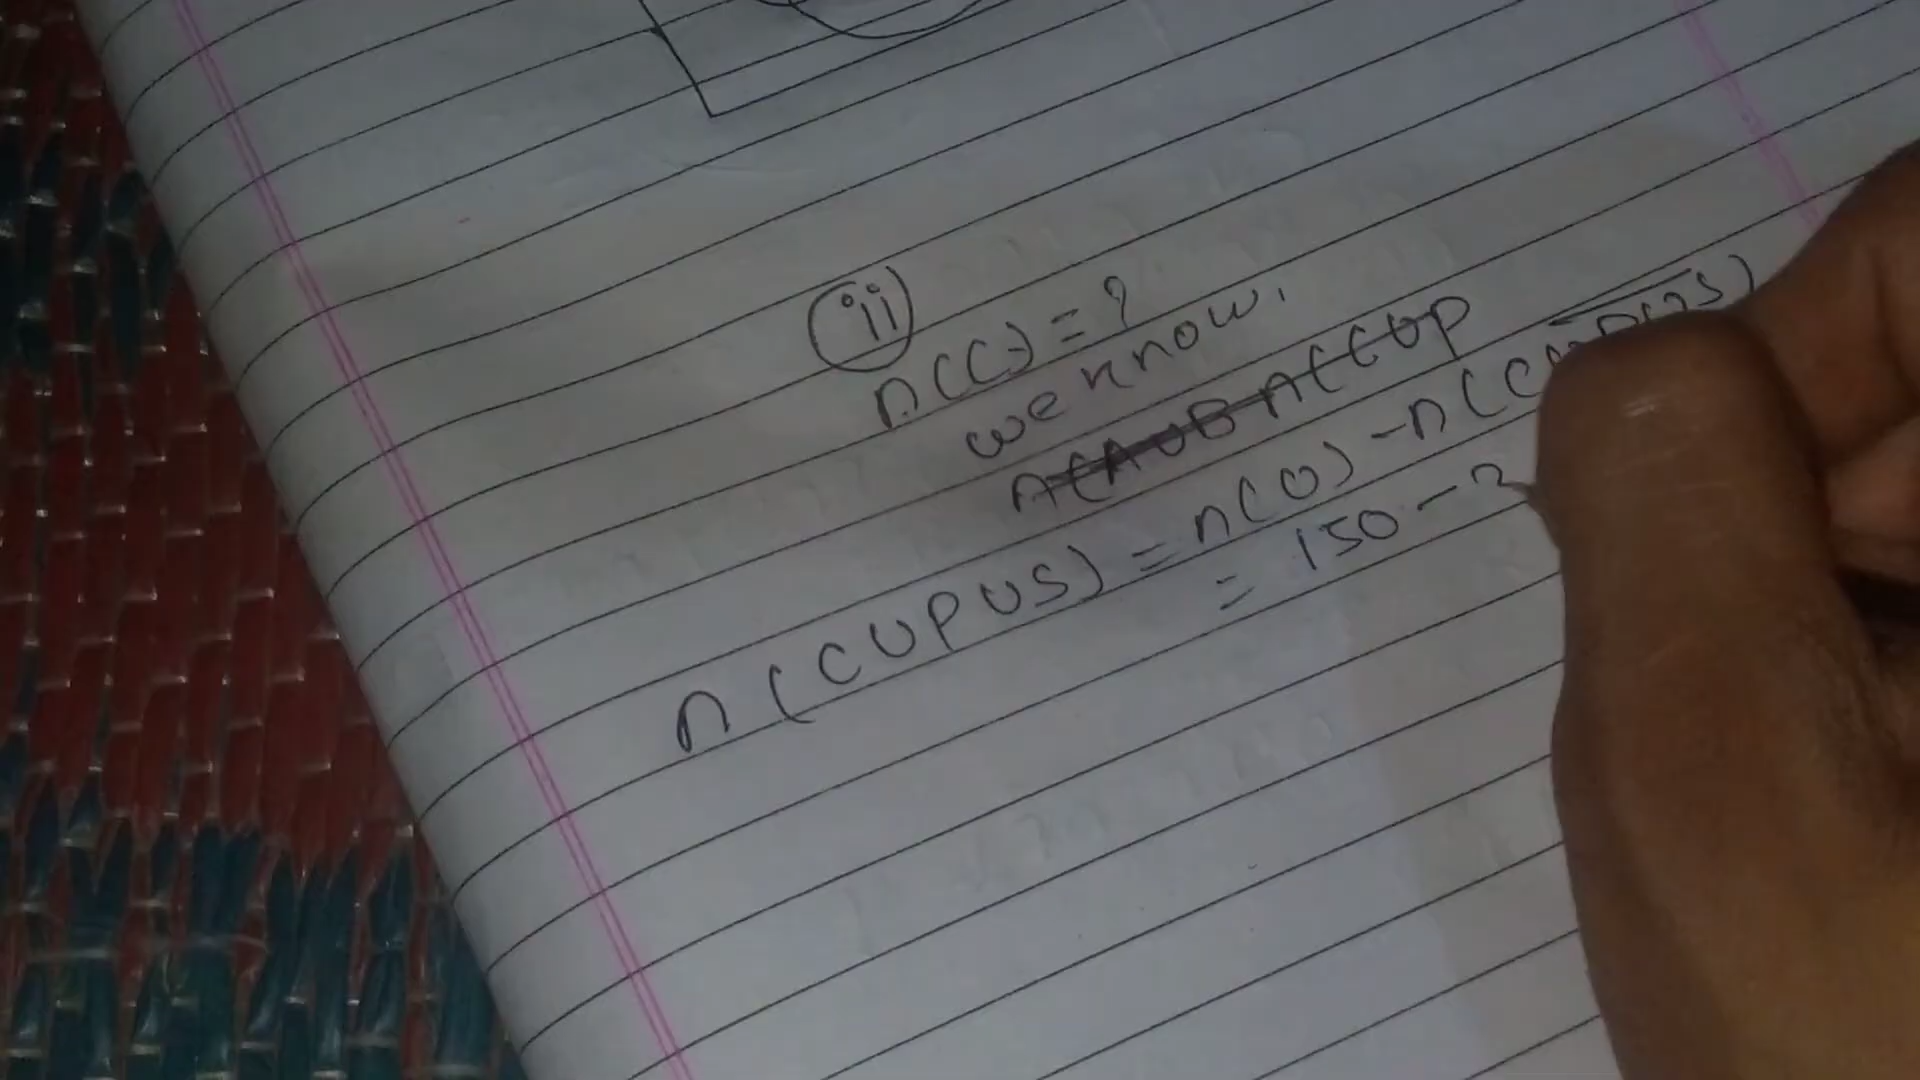 ii
n(C) = ?
we know,
n(A∪B n(C∪P
n(C∪P∪S) = n(U) - n(C
= 150 -